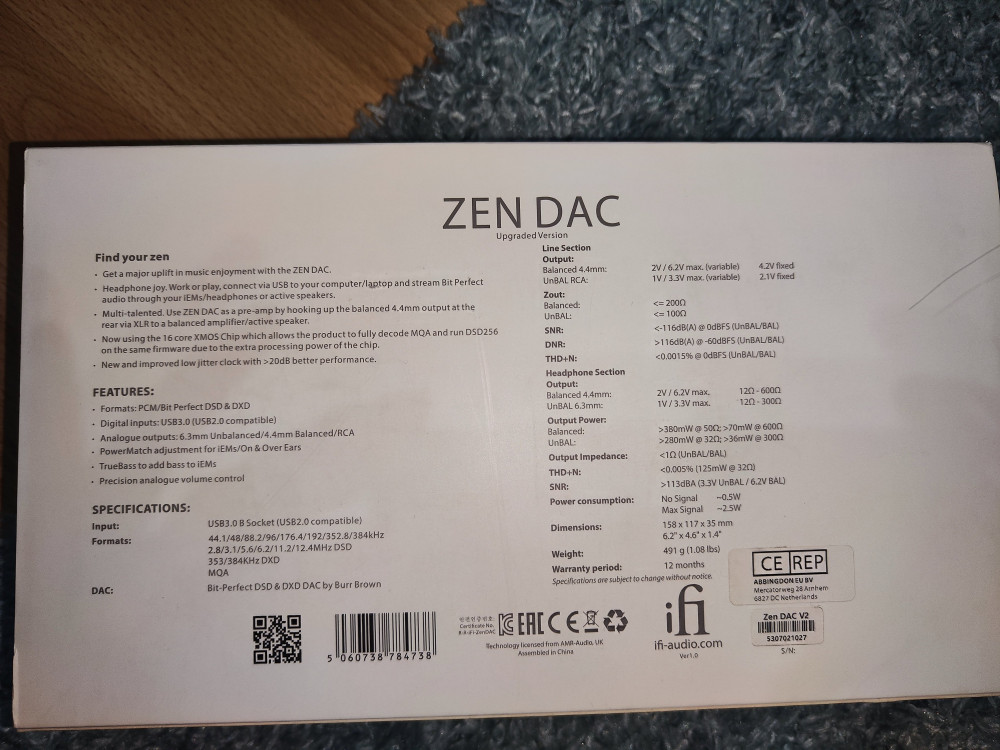 ZEN DAC
Upgraded Version
Find your zen
· Get a major uplift in music enjoyment with the ZEN DAC.
· Headphone joy. Work or play, connect via USB to your computer/laptop and stream Bit Perfect
audio through your iEMs/headphones or active speakers.
· Multi-talented. Use ZEN DAC as a pre-amp by hooking up the balanced 4.4mm output at the
rear via XLR to a balanced amplifier/active speaker.
· Now using the 16 core XMOS Chip which allows the product to fully decode MQA and run DSD256
on the same firmware due to the extra processing power of the chip.
· New and improved low jitter clock with >20dB better performance.
FEATURES:
· Formats: PCM/Bit Perfect DSD & DXD
· Digital inputs: USB3.0 (USB2.0 compatible)
· Analogue outputs: 6.3mm Unbalanced/4.4mm Balanced/RCA
· PowerMatch adjustment for iEMs/On & Over Ears
· TrueBass to add bass to iEMs
· Precision analogue volume control
SPECIFICATIONS:
Input: USB3.0 B Socket (USB2.0 compatible)
Formats: 44.1/48/88.2/96/176.4/192/352.8/384kHz
2.8/3.1/5.6/6.2/11.2/12.4MHz DSD
353/384KHz DXD
MQA
DAC: Bit-Perfect DSD & DXD DAC by Burr Brown
Line Section
Output:
Balanced 4.4mm: 2V / 6.2V max. (variable) 4.2V fixed
UnBAL RCA: 1V / 3.3V max. (variable) 2.1V fixed
Zout:
Balanced: <= 200Ω
UnBAL: <= 100Ω
SNR: <-116dB(A) @ 0dBFS (UnBAL/BAL)
DNR: >116dB(A) @ -60dBFS (UnBAL/BAL)
THD+N: <0.0015% @ 0dBFS (UnBAL/BAL)
Headphone Section
Output:
Balanced 4.4mm: 2V / 6.2V max. 12Ω - 600Ω
UnBAL 6.3mm: 1V / 3.3V max. 12Ω - 300Ω
Output Power:
Balanced: >380mW @ 50Ω; >70mW @ 600Ω
UnBAL: >280mW @ 32Ω; >36mW @ 300Ω
Output Impedance: <1Ω (UnBAL/BAL)
THD+N: <0.005% (125mW @ 32Ω)
SNR: >113dBA (3.3V UnBAL / 6.2V BAL)
Power consumption: No Signal ~0.5W
Max Signal ~2.5W
Dimensions: 158 x 117 x 35 mm
6.2" x 4.6" x 1.4"
Weight: 491 g (1.08 lbs)
Warranty period: 12 months
Specifications are subject to change without notice.
CE REP
ABBINGDON EU BV
Mercatorweg 28 Arnhem
6827 DC Netherlands
5 060738 784738
Certificate No.
R-R-iFi-ZenDAC
EAC CE
Technology licensed from AMR-Audio, UK
Assembled in China
ifi
ifi-audio.com
Ver1.0
Zen DAC V2
5307021027
S/N: